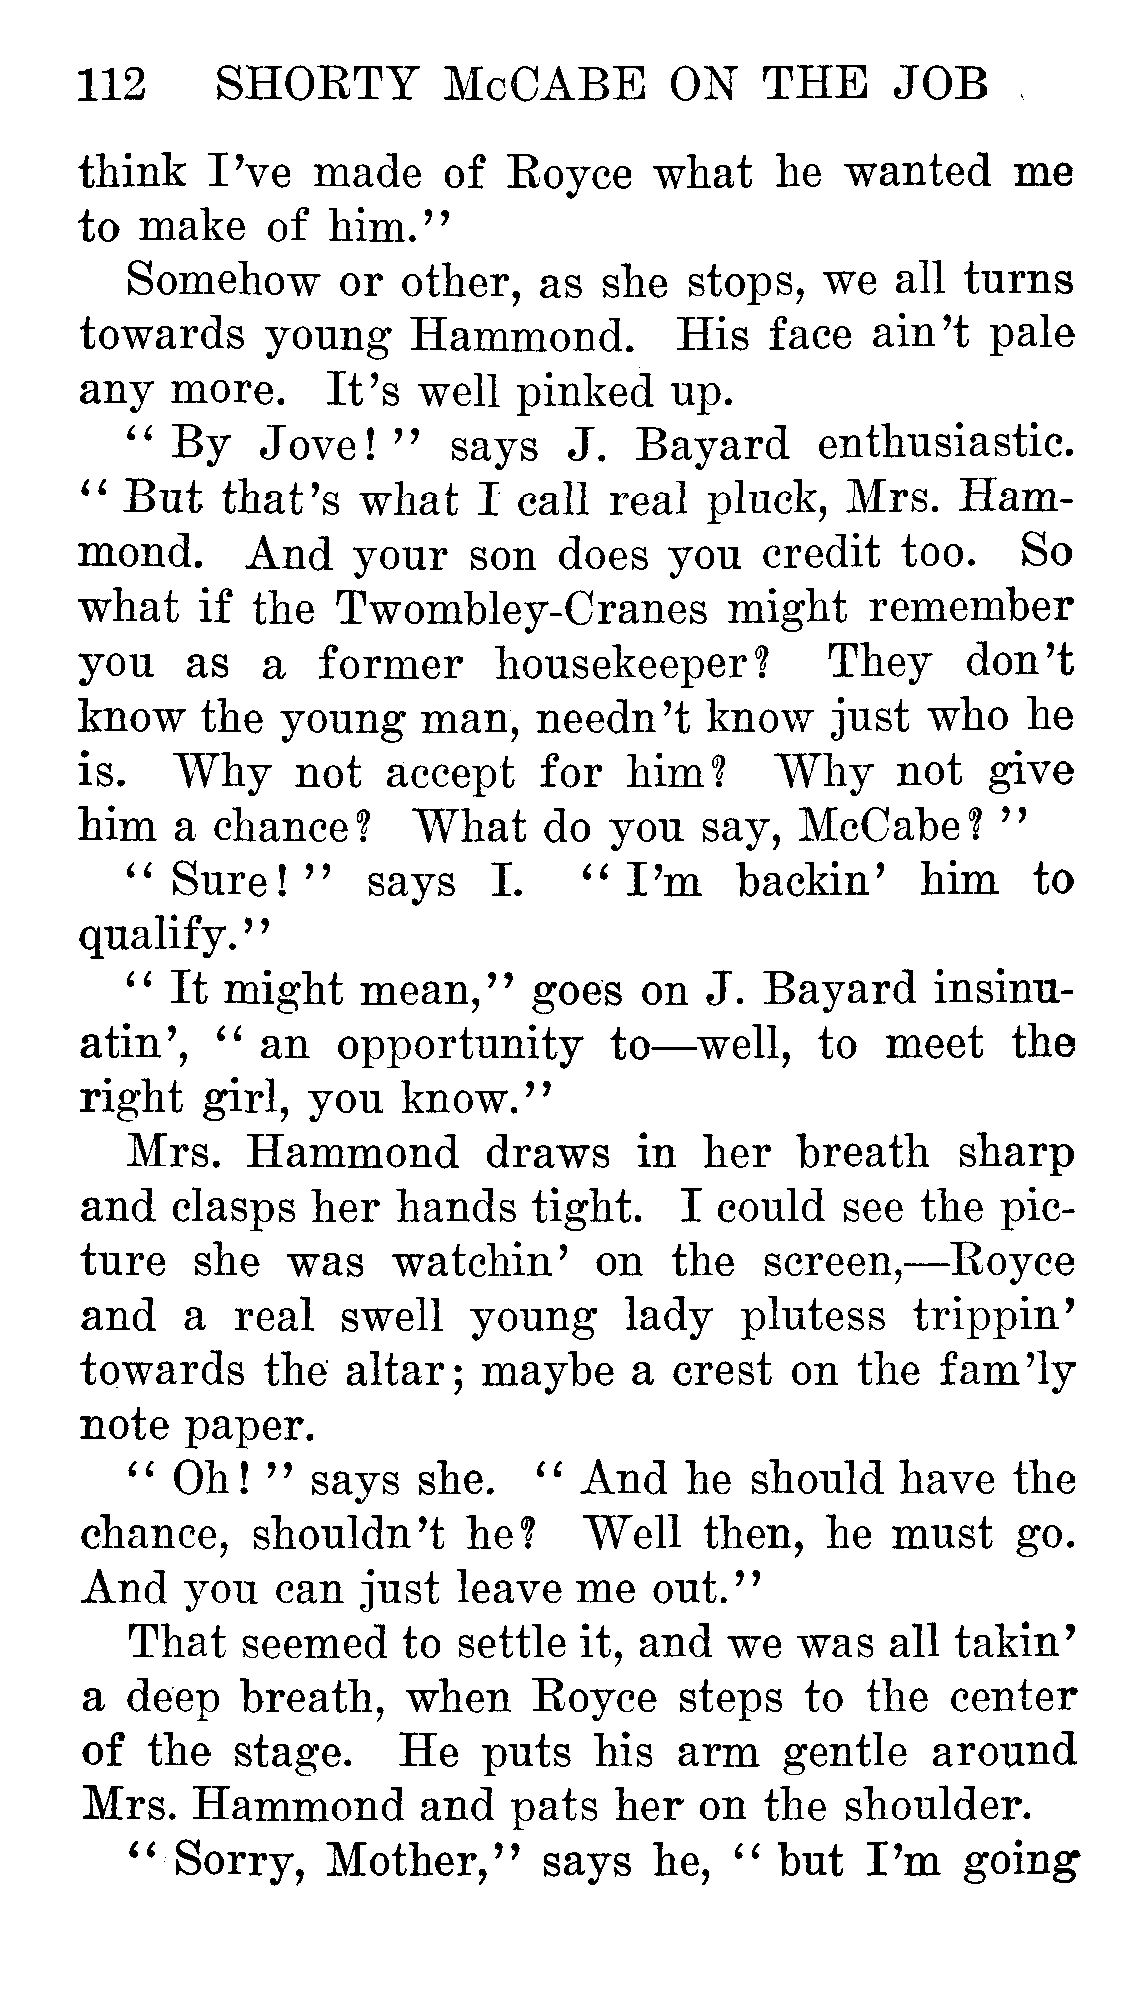 112 SHORTY McCABE ON THE JOB
think I've made of Royce what he wanted me
to make of him."
Somehow or other, as she stops, we all turns
towards young Hammond. His face ain't pale
any more. It's well pinked up.
"By Jove!" says J. Bayard enthusiastic.
"But that's what I call real pluck, Mrs. Ham-
mond. And your son does you credit too. So
what if the Twombley-Cranes might remember
you as a former housekeeper? They don't
know the young man, needn't know just who he
is. Why not accept for him? Why not give
him a chance? What do you say, McCabe?"
"Sure!" says I. "I'm backin' him to
qualify."
"It might mean," goes on J. Bayard insinu-
atin', "an opportunity to—well, to meet the
right girl, you know."
Mrs. Hammond draws in her breath sharp
and clasps her hands tight. I could see the pic-
ture she was watchin' on the screen,—Royce
and a real swell young lady plutess trippin'
towards the altar; maybe a crest on the fam'ly
note paper.
"Oh!" says she. "And he should have the
chance, shouldn't he? Well then, he must go.
And you can just leave me out."
That seemed to settle it, and we was all takin'
a deep breath, when Royce steps to the center
of the stage. He puts his arm gentle around
Mrs. Hammond and pats her on the shoulder.
"Sorry, Mother," says he, "but I'm going